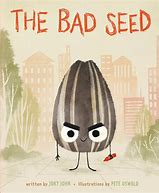 THE BAD SEED
written by JORY JOHN • illustrations by PETE OSWALD